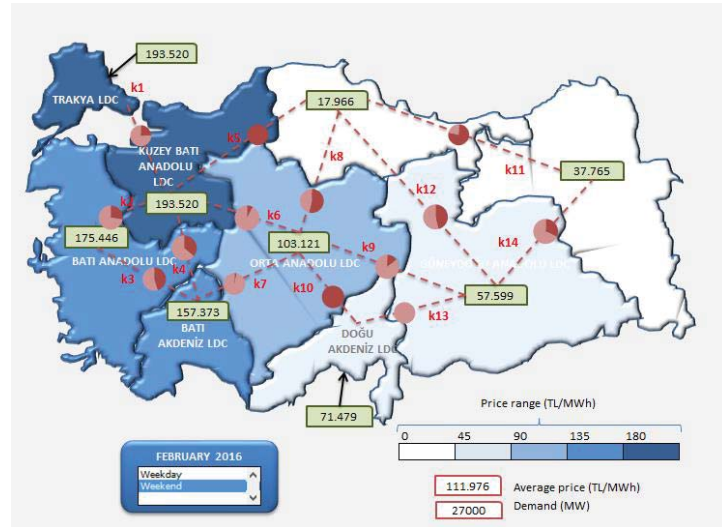 193.520
k1
TRAKYA LDC
17.966
k5
KUZEY BATI
ANADOLU
LDC
k8
k11
k12
37.765
k2
193.520
k6
175.446
103.121
k9
k14
BATI ANADOLU LDC
k4
ORTA ANADOLU LDC
GÜNEYDOĞU ANADOLU LDC
k3
k7
k10
57.599
157.373
k13
BATI
AKDENİZ LDC
DOĞU
AKDENİZ LDC
71.479
Price range (TL/MWh)
0 45 90 135 180
FEBRUARY 2016
Weekday
Weekend
111.976 Average price (TL/MWh)
27000 Demand (MW)